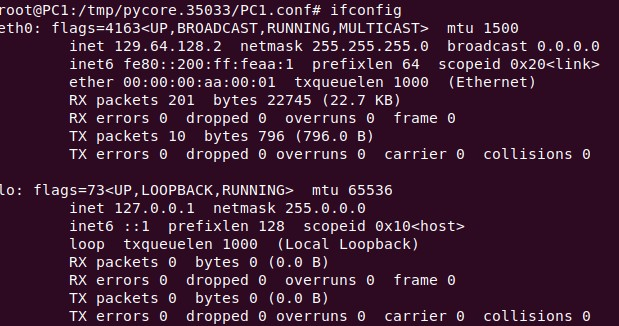 root@PC1:/tmp/pycore.35033/PC1.conf# ifconfig
eth0: flags=4163<UP,BROADCAST,RUNNING,MULTICAST>  mtu 1500
        inet 129.64.128.2  netmask 255.255.255.0  broadcast 0.0.0.0
        inet6 fe80::200:ff:feaa:1  prefixlen 64  scopeid 0x20<link>
        ether 00:00:00:aa:00:01  txqueuelen 1000  (Ethernet)
        RX packets 201  bytes 22745 (22.7 KB)
        RX errors 0  dropped 0  overruns 0  frame 0
        TX packets 10  bytes 796 (796.0 B)
        TX errors 0  dropped 0 overruns 0  carrier 0  collisions 0

lo: flags=73<UP,LOOPBACK,RUNNING>  mtu 65536
        inet 127.0.0.1  netmask 255.0.0.0
        inet6 ::1  prefixlen 128  scopeid 0x10<host>
        loop  txqueuelen 1000  (Local Loopback)
        RX packets 0  bytes 0 (0.0 B)
        RX errors 0  dropped 0  overruns 0  frame 0
        TX packets 0  bytes 0 (0.0 B)
        TX errors 0  dropped 0 overruns 0  carrier 0  collisions 0